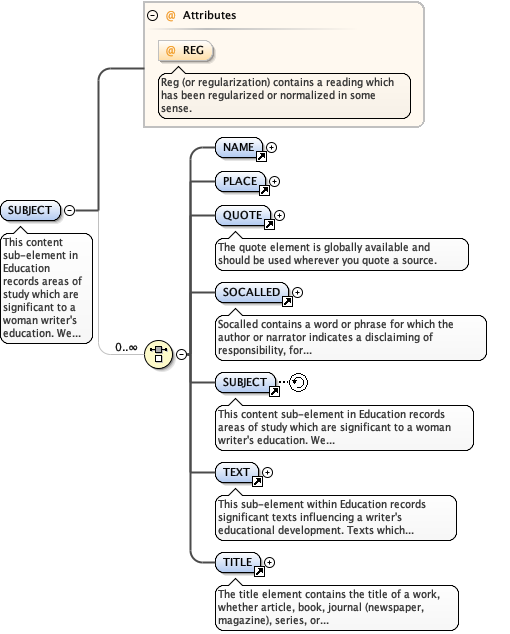 @ Attributes
@ REG
Reg (or regularization) contains a reading which
has been regularized or normalized in some
sense.
SUBJECT
This content
sub-element in
Education
records areas of
study which are
significant to a
woman writer's
education. We...
0..∞
NAME
PLACE
QUOTE
The quote element is globally available and
should be used wherever you quote a source.
SOCALLED
Socalled contains a word or phrase for which the
author or narrator indicates a disclaiming of
responsibility, for...
SUBJECT
This content sub-element in Education records
areas of study which are significant to a woman
writer's education. We...
TEXT
This sub-element within Education records
significant texts influencing a writer's
educational development. Texts which...
TITLE
The title element contains the title of a work,
whether article, book, journal (newspaper,
magazine), series, or...